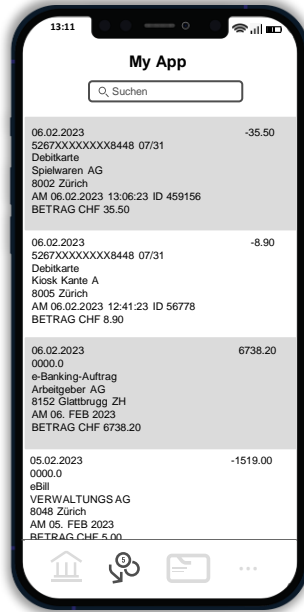 13:11
My App
Suchen
06.02.2023 -35.50
5267XXXXXXXX8448 07/31
Debitkarte
Spielwaren AG
8002 Zürich
AM 06.02.2023 13:06:23 ID 459156
BETRAG CHF 35.50
06.02.2023 -8.90
5267XXXXXXXX8448 07/31
Debitkarte
Kiosk Kante A
8005 Zürich
AM 06.02.2023 12:41:23 ID 56778
BETRAG CHF 8.90
06.02.2023 6738.20
0000.0
e-Banking-Auftrag
Arbeitgeber AG
8152 Glattbrugg ZH
AM 06. FEB 2023
BETRAG CHF 6738.20
05.02.2023 -1519.00
0000.0
eBill
VERWALTUNGS AG
8048 Zürich
AM 05. FEB 2023
BETRAG CHF 5.00
5